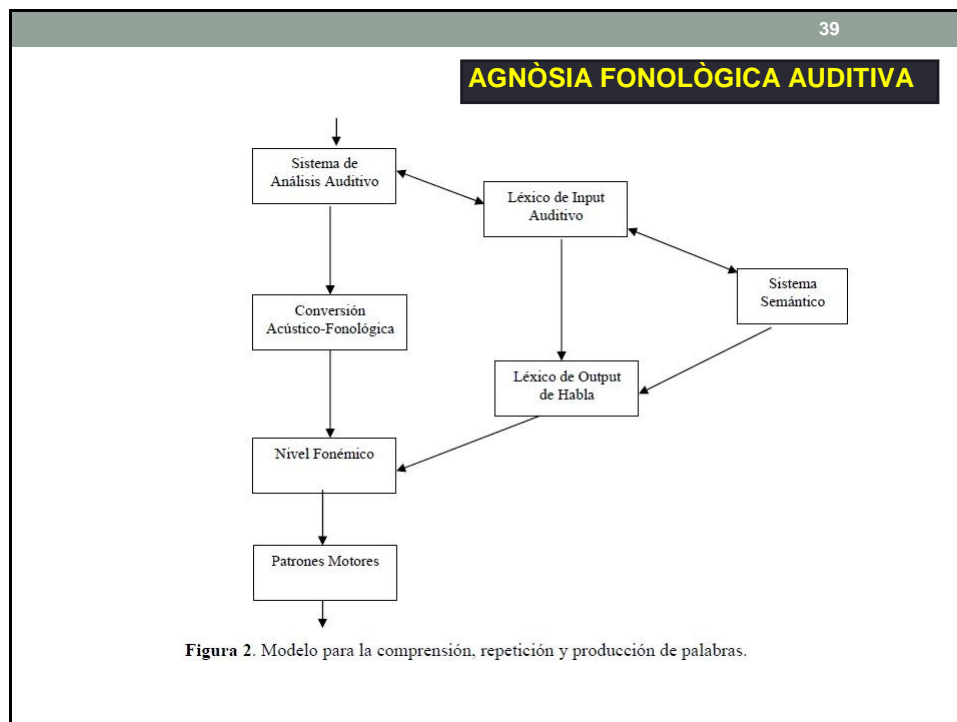 39
AGNÒSIA FONOLÒGICA AUDITIVA
Sistema de
Análisis Auditivo
Léxico de Input
Auditivo
Sistema
Semántico
Conversión
Acústico-Fonológica
Léxico de Output
de Habla
Nivel Fonémico
Patrones Motores
Figura 2. Modelo para la comprensión, repetición y producción de palabras.